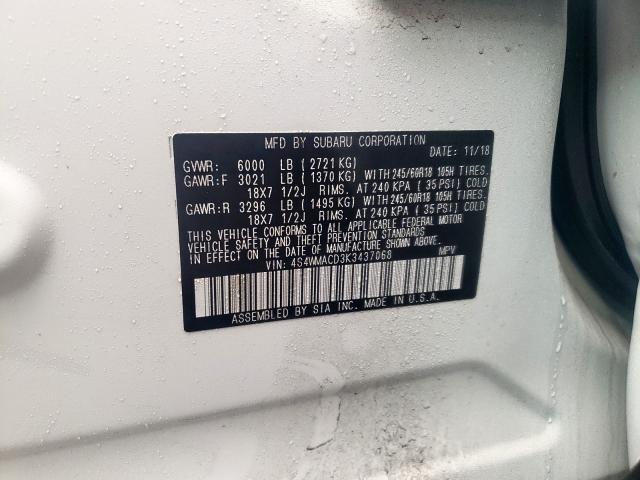 MFD BY SUBARU CORPORATION
DATE: 11/18
GVWR: 6000 LB (2721 KG)
GAWR:F 3021 LB (1370 KG) WITH 245/60R18 105H TIRES.
18X7 1/2J RIMS. AT 240 KPA (35 PSI) COLD
GAWR:R 3296 LB (1495 KG) WITH 245/60R18 105H TIRES.
18X7 1/2J RIMS. AT 240 KPA (35 PSI) COLD
THIS VEHICLE CONFORMS TO ALL APPLICABLE FEDERAL MOTOR
VEHICLE SAFETY AND THEFT PREVENTION STANDARDS IN
EFFECT ON THE DATE OF MANUFACTURE SHOWN ABOVE.
VIN: 4S4WMACD3K3437068 MPV
ASSEMBLED BY SIA INC. MADE IN U.S.A.